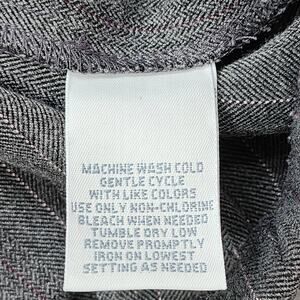 MACHINE WASH COLD
GENTLE CYCLE
WITH LIKE COLORS
USE ONLY NON-CHLORINE
BLEACH WHEN NEEDED
TUMBLE DRY LOW
REMOVE PROMPTLY
IRON ON LOWEST
SETTING AS NEEDED